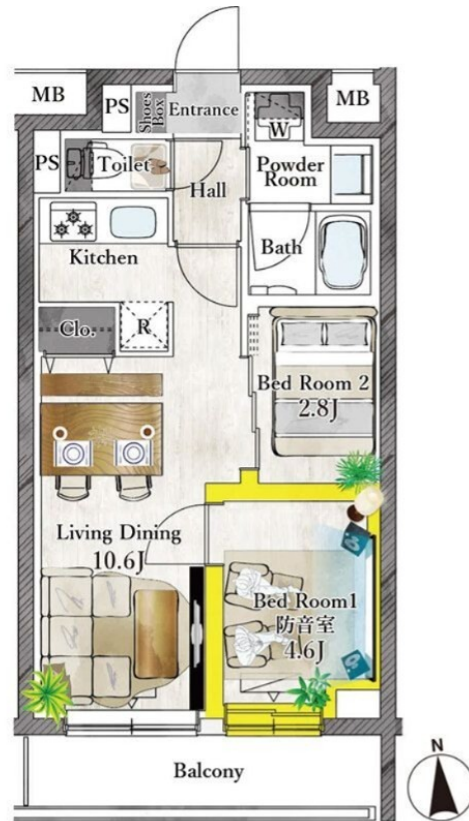 MB
PS
Shoes
Box
Entrance
W
MB
PS
Toilet
Hall
Powder
Room
Kitchen
Bath
Clo.
R
Bed Room 2
2.8J
Living Dining
10.6J
Bed Room1
防音室
4.6J
Balcony
N